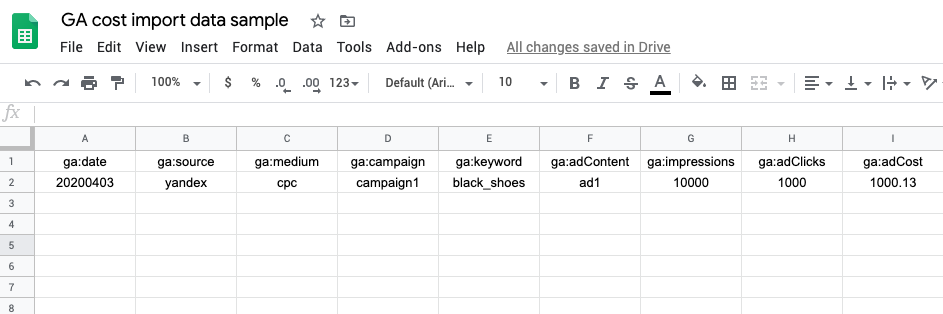 GA cost import data sample
File Edit View Insert Format Data Tools Add-ons Help All changes saved in Drive
100% $ % .0 .00 123 Default (Ari... 10 B I S A
fx
A B C D E F G H I
1 ga:date ga:source ga:medium ga:campaign ga:keyword ga:adContent ga:impressions ga:adClicks ga:adCost
2 20200403 yandex cpc campaign1 black_shoes ad1 10000 1000 1000.13
3
4
5
6
7
8